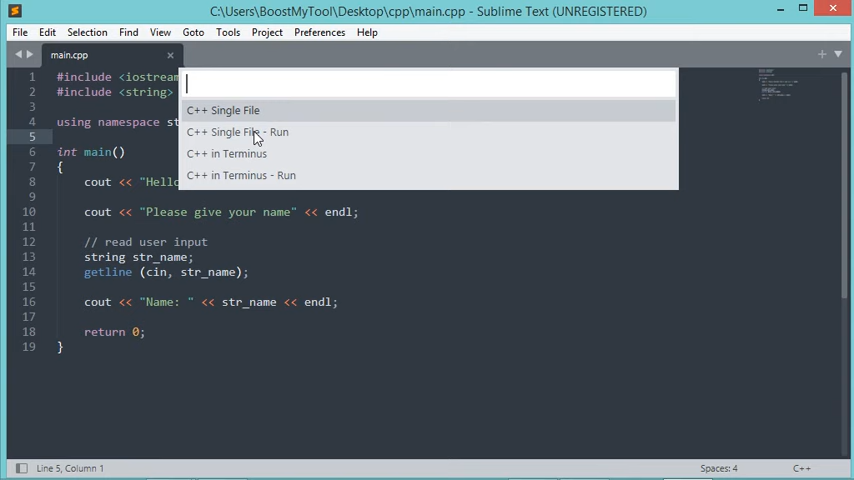 C:\Users\BoostMyTool\Desktop\cpp\main.cpp - Sublime Text (UNREGISTERED)
File Edit Selection Find View Goto Tools Project Preferences Help
main.cpp
1 #include <iostream
2 #include <string>
3
4 using namespace st
5
6 int main()
7 {
8 cout << "Hello
9
10 cout << "Please give your name" << endl;
11
12 // read user input
13 string str_name;
14 getline (cin, str_name);
15
16 cout << "Name: " << str_name << endl;
17
18 return 0;
19 }
C++ Single File
C++ Single File - Run
C++ in Terminus
C++ in Terminus - Run
Line 5, Column 1
Spaces: 4
C++